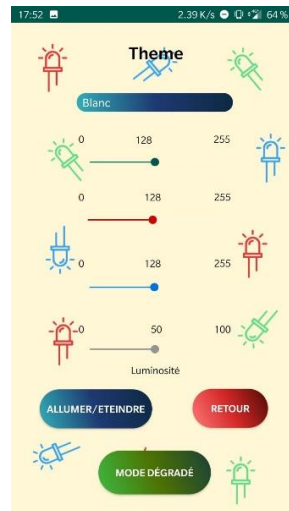 17:52 2.39 K/s 64%
Theme
Blanc
0 128 255
0 128 255
0 128 255
0 50 100
Luminosité
ALLUMER/ETEINDRE RETOUR
MODE DÉGRADÉ